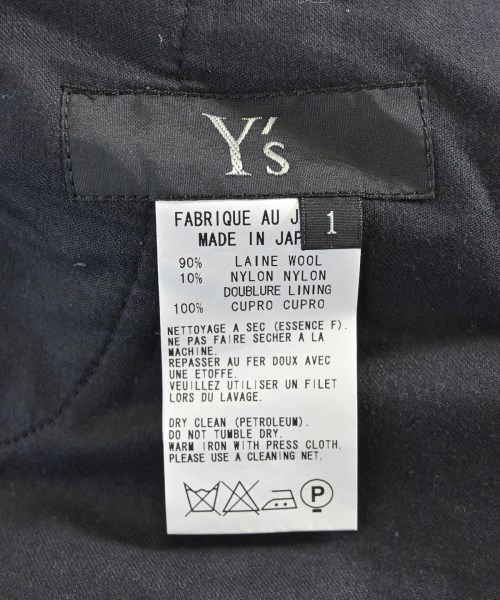 Y's
1
FABRIQUE AU
MADE IN
90% LAINE WOOL
10% NYLON NYLON
DOUBLURE LINING
100% CUPRO CUPRO
NETTOYAGE A SEC (ESSENCE F).
NE PAS FAIRE SECHER A LA
MACHINE.
REPASSER AU FER DOUX AVEC
UNE ETOFFE.
VEUILLEZ UTILISER UN FILET
LORS DU LAVAGE.
DRY CLEAN (PETROLEUM).
DO NOT TUMBLE DRY.
WARM IRON WITH PRESS CLOTH.
PLEASE USE A CLEANING NET.
P